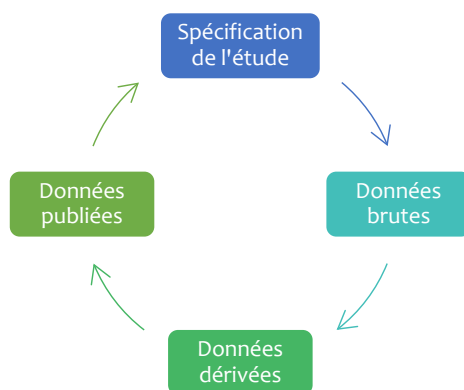 Spécification
de l'étude
Données
brutes
Données
dérivées
Données
publiées